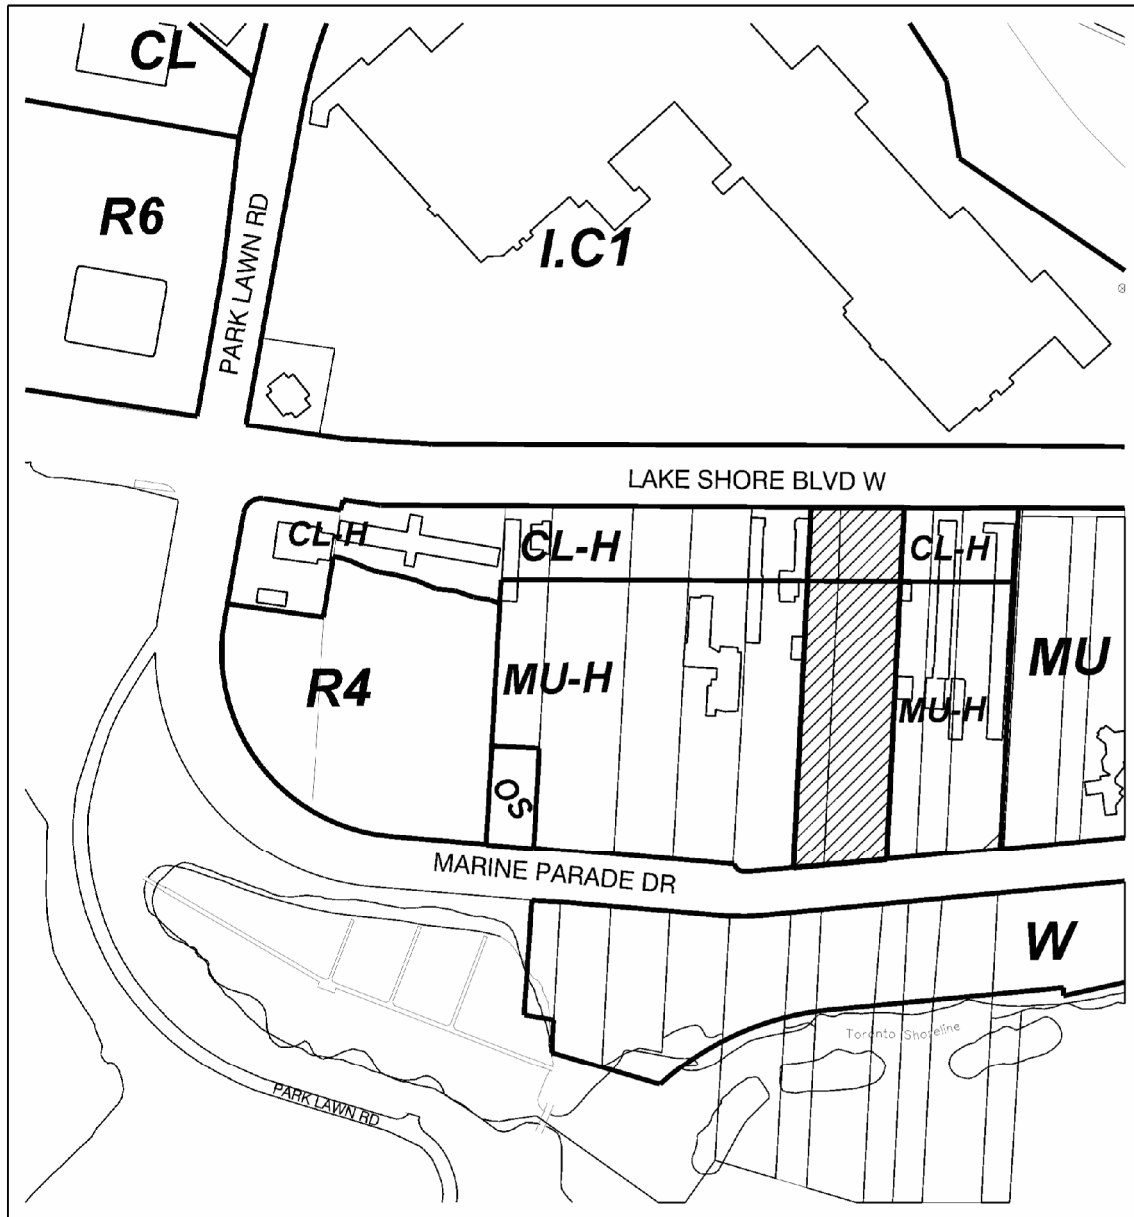 CL
R6
PARK LAWN RD
I.C1
LAKE SHORE BLVD W
CL-H
CL-H
CL-H
R4
MU-H
MU-H
MU
OS
MARINE PARADE DR
W
Toronto Shoreline
PARK LAWN RD